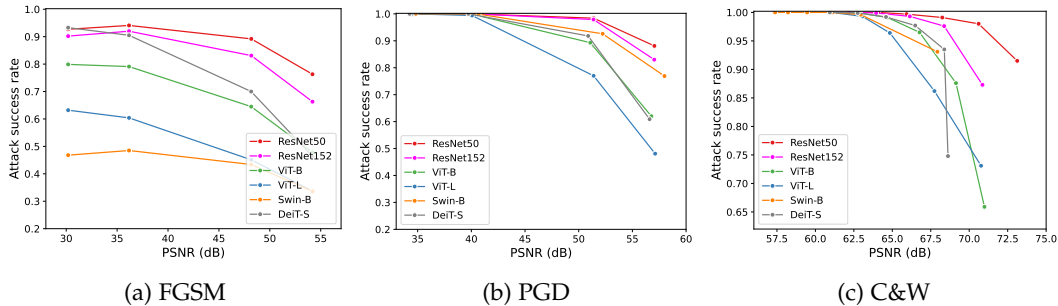 Attack success rate
1.0
0.9
0.8
0.7
0.6
0.5
0.4
0.3
0.2
30 35 40 45 50 55
PSNR (dB)
ResNet50
ResNet152
ViT-B
ViT-L
Swin-B
DeiT-S
(a) FGSM
Attack success rate
1.0
0.9
0.8
0.7
0.6
0.5
0.4
0.3
0.2
35 40 45 50 55 60
PSNR (dB)
ResNet50
ResNet152
ViT-B
ViT-L
Swin-B
DeiT-S
(b) PGD
Attack success rate
1.00
0.95
0.90
0.85
0.80
0.75
0.70
0.65
57.5 60.0 62.5 65.0 67.5 70.0 72.5 75.0
PSNR (dB)
ResNet50
ResNet152
ViT-B
ViT-L
Swin-B
DeiT-S
(c) C&W